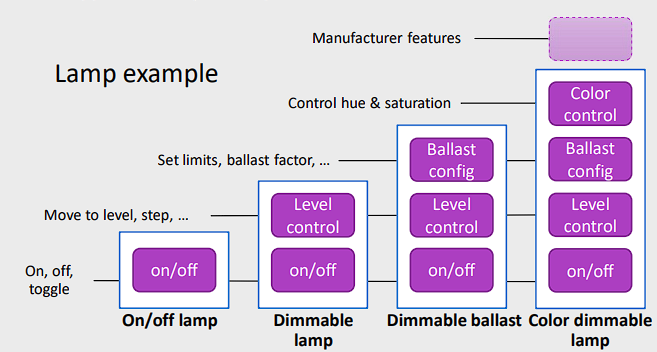 Manufacturer features
Lamp example
Color
control
Control hue & saturation
Ballast
config
Ballast
config
Set limits, ballast factor, ...
Level
control
Level
control
Level
control
Move to level, step, ...
On, off,
toggle
on/off
on/off
on/off
on/off
On/off lamp
Dimmable
lamp
Dimmable ballast
Color dimmable
lamp